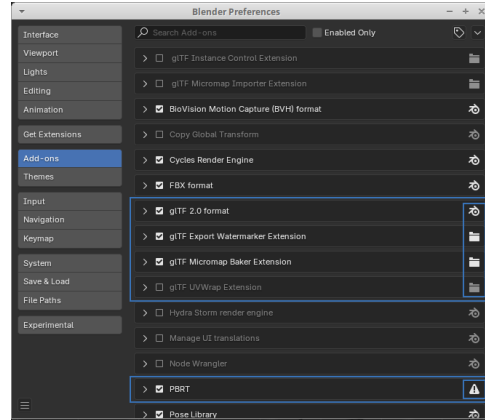 Blender Preferences
Interface
Viewport
Lights
Editing
Animation
Get Extensions
Add-ons
Themes
Input
Navigation
Keymap
System
Save & Load
File Paths
Experimental
Search Add-ons
Enabled Only
glTF Instance Control Extension
glTF Micromap Importer Extension
BioVision Motion Capture (BVH) format
Copy Global Transform
Cycles Render Engine
FBX format
glTF 2.0 format
glTF Export Watermarker Extension
glTF Micromap Baker Extension
glTF UVWrap Extension
Hydra Storm render engine
Manage UI translations
Node Wrangler
PBRT
Pose Library